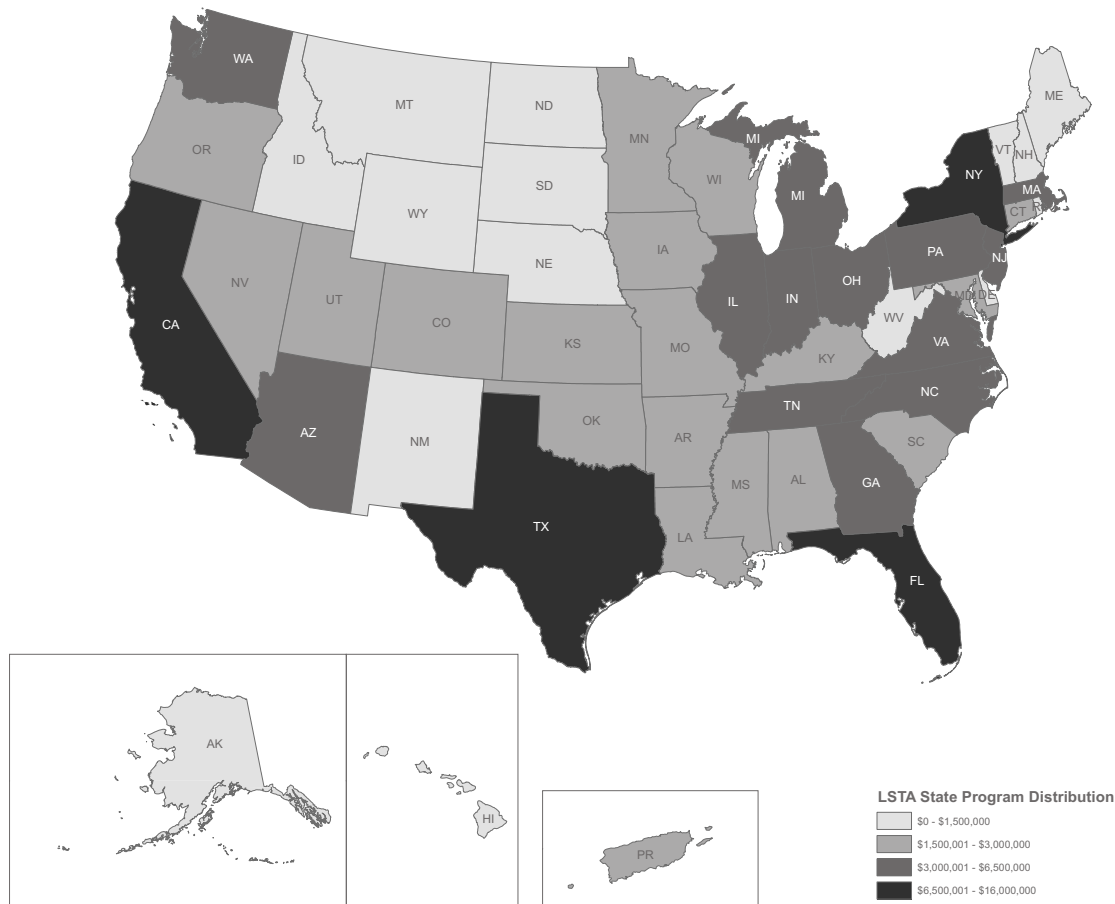 WA
MT
ND
MN
ME
OR
ID
SD
WI
MI
MI
VT
NH
NY
WY
MA
CT
RI
IA
NE
PA
NJ
NV
UT
CO
IL
IN
OH
MD
DE
CA
KS
MO
WV
KY
VA
AZ
NM
OK
AR
TN
NC
SC
MS
AL
GA
TX
LA
FL
AK
HI
PR
LSTA State Program Distribution
$0 - $1,500,000
$1,500,001 - $3,000,000
$3,000,001 - $6,500,000
$6,500,001 - $16,000,000